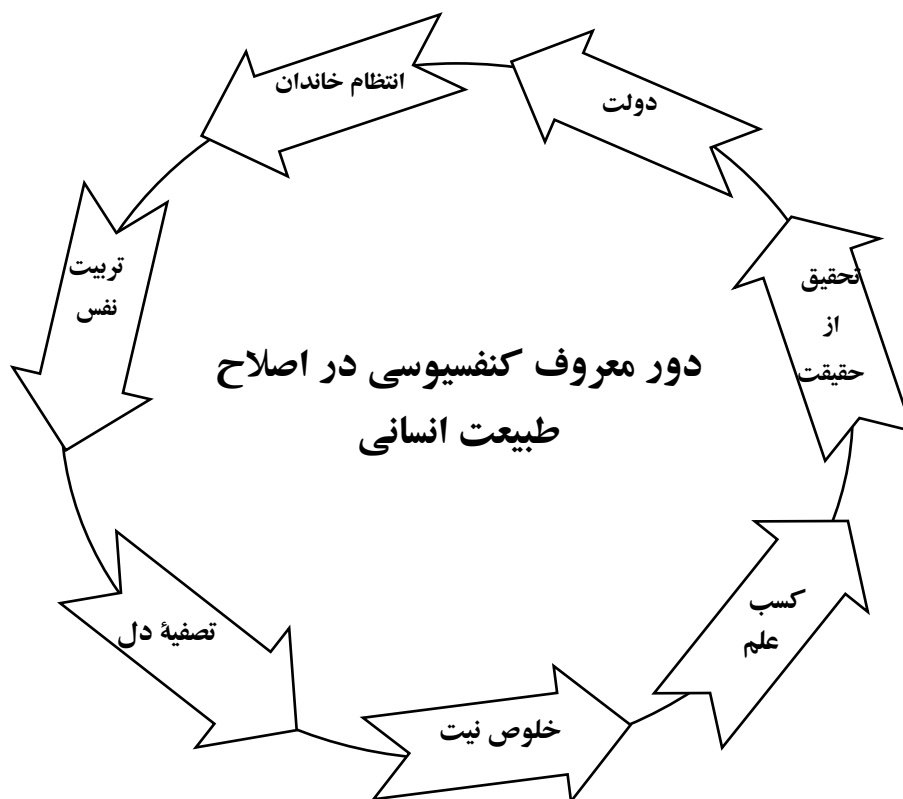 دولت
انتظام خاندان
تربیت
نفس
تصفیهٔ دل
خلوص نیت
کسب
علم
تحقیق
از
حقیقت
دور معروف کنفسیوسی در اصلاح
طبیعت انسانی